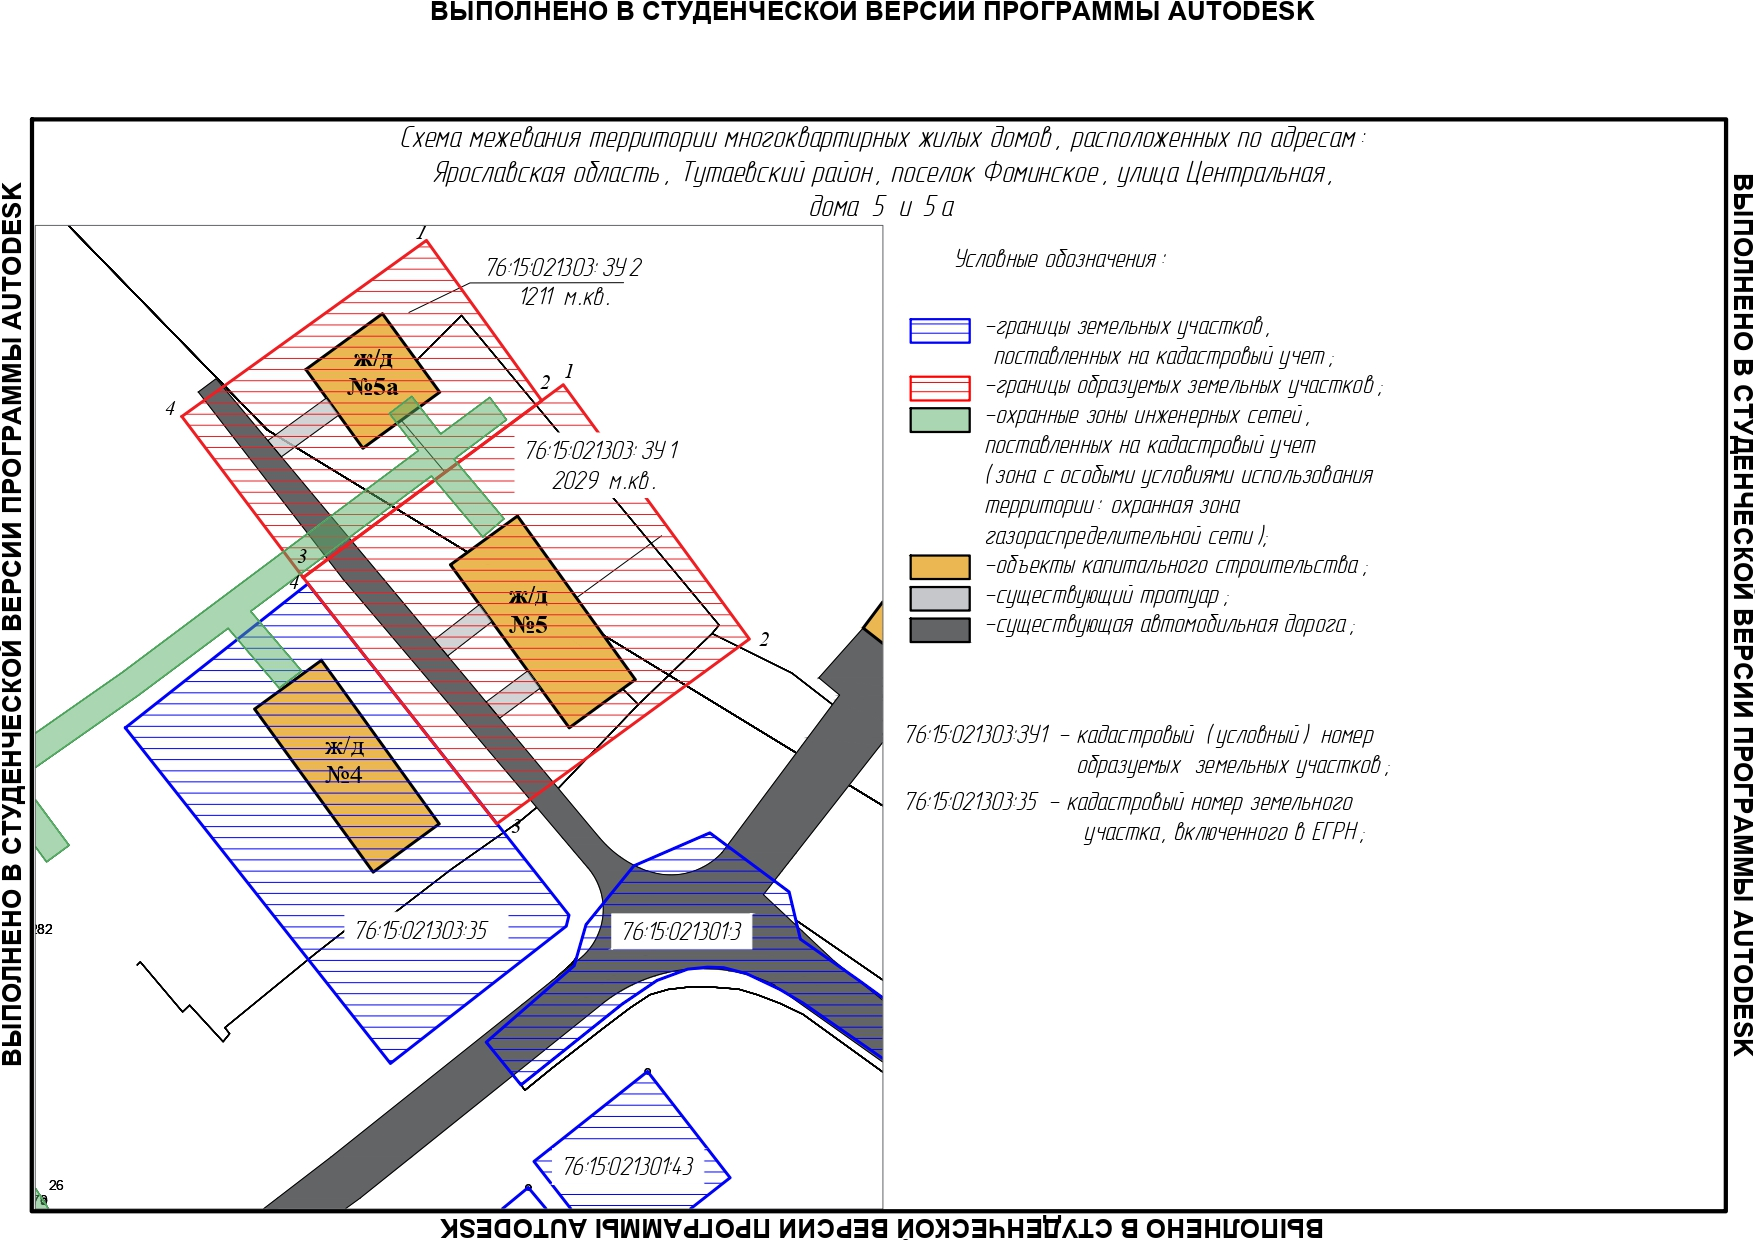 ВЫПОЛНЕНО В СТУДЕНЧЕСКОЙ ВЕРСИИ ПРОГРАММЫ AUTODESK
Схема межевания территории многоквартирных жилых домов, расположенных по адресам:
Ярославская область, Тутаевский район, поселок Фоминское, улица Центральная,
дома 5 и 5а
1
76:15:021303: ЗУ 2
1211 м.кв.
ж/д
№5а
2
1
4
76:15:021303: ЗУ 1
2029 м.кв.
3
4
ж/д
№5
2
ж/д
№4
3
76:15:021303:35
76:15:021301:3
76:15:021301:43
282
26
Условные обозначения:
-границы земельных участков,
поставленных на кадастровый учет;
-границы образуемых земельных участков;
-охранные зоны инженерных сетей,
поставленных на кадастровый учет
(зона с особыми условиями использования
территории: охранная зона
газораспределительной сети);
-объекты капитального строительства;
-существующий тротуар;
-существующая автомобильная дорога;
76:15:021303:ЗУ1 - кадастровый (условный) номер
образуемых земельных участков;
76:15:021303:35 - кадастровый номер земельного
участка, включенного в ЕГРН;
ВЫПОЛНЕНО В СТУДЕНЧЕСКОЙ ВЕРСИИ ПРОГРАММЫ AUTODESK
ВЫПОЛНЕНО В СТУДЕНЧЕСКОЙ ВЕРСИИ ПРОГРАММЫ AUTODESK
ВЫПОЛНЕНО В СТУДЕНЧЕСКОЙ ВЕРСИИ ПРОГРАММЫ AUTODESK